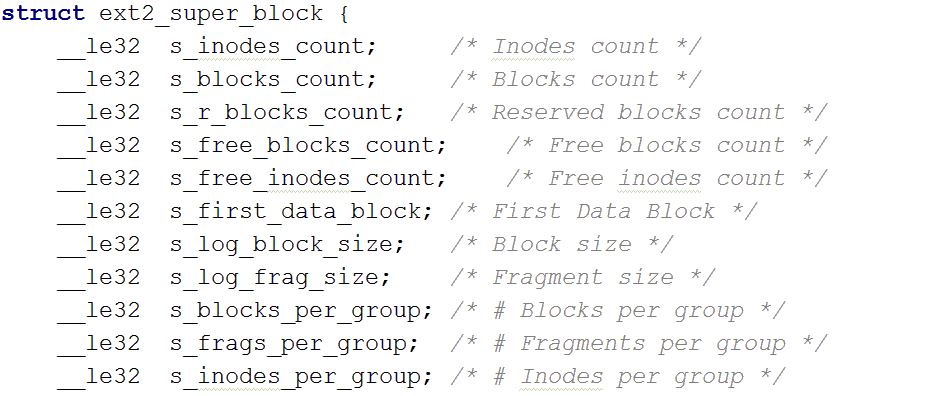 struct ext2_super_block {
__le32 s_inodes_count; /* Inodes count */
__le32 s_blocks_count; /* Blocks count */
__le32 s_r_blocks_count; /* Reserved blocks count */
__le32 s_free_blocks_count; /* Free blocks count */
__le32 s_free_inodes_count; /* Free inodes count */
__le32 s_first_data_block; /* First Data Block */
__le32 s_log_block_size; /* Block size */
__le32 s_log_frag_size; /* Fragment size */
__le32 s_blocks_per_group; /* # Blocks per group */
__le32 s_frags_per_group; /* # Fragments per group */
__le32 s_inodes_per_group; /* # Inodes per group */